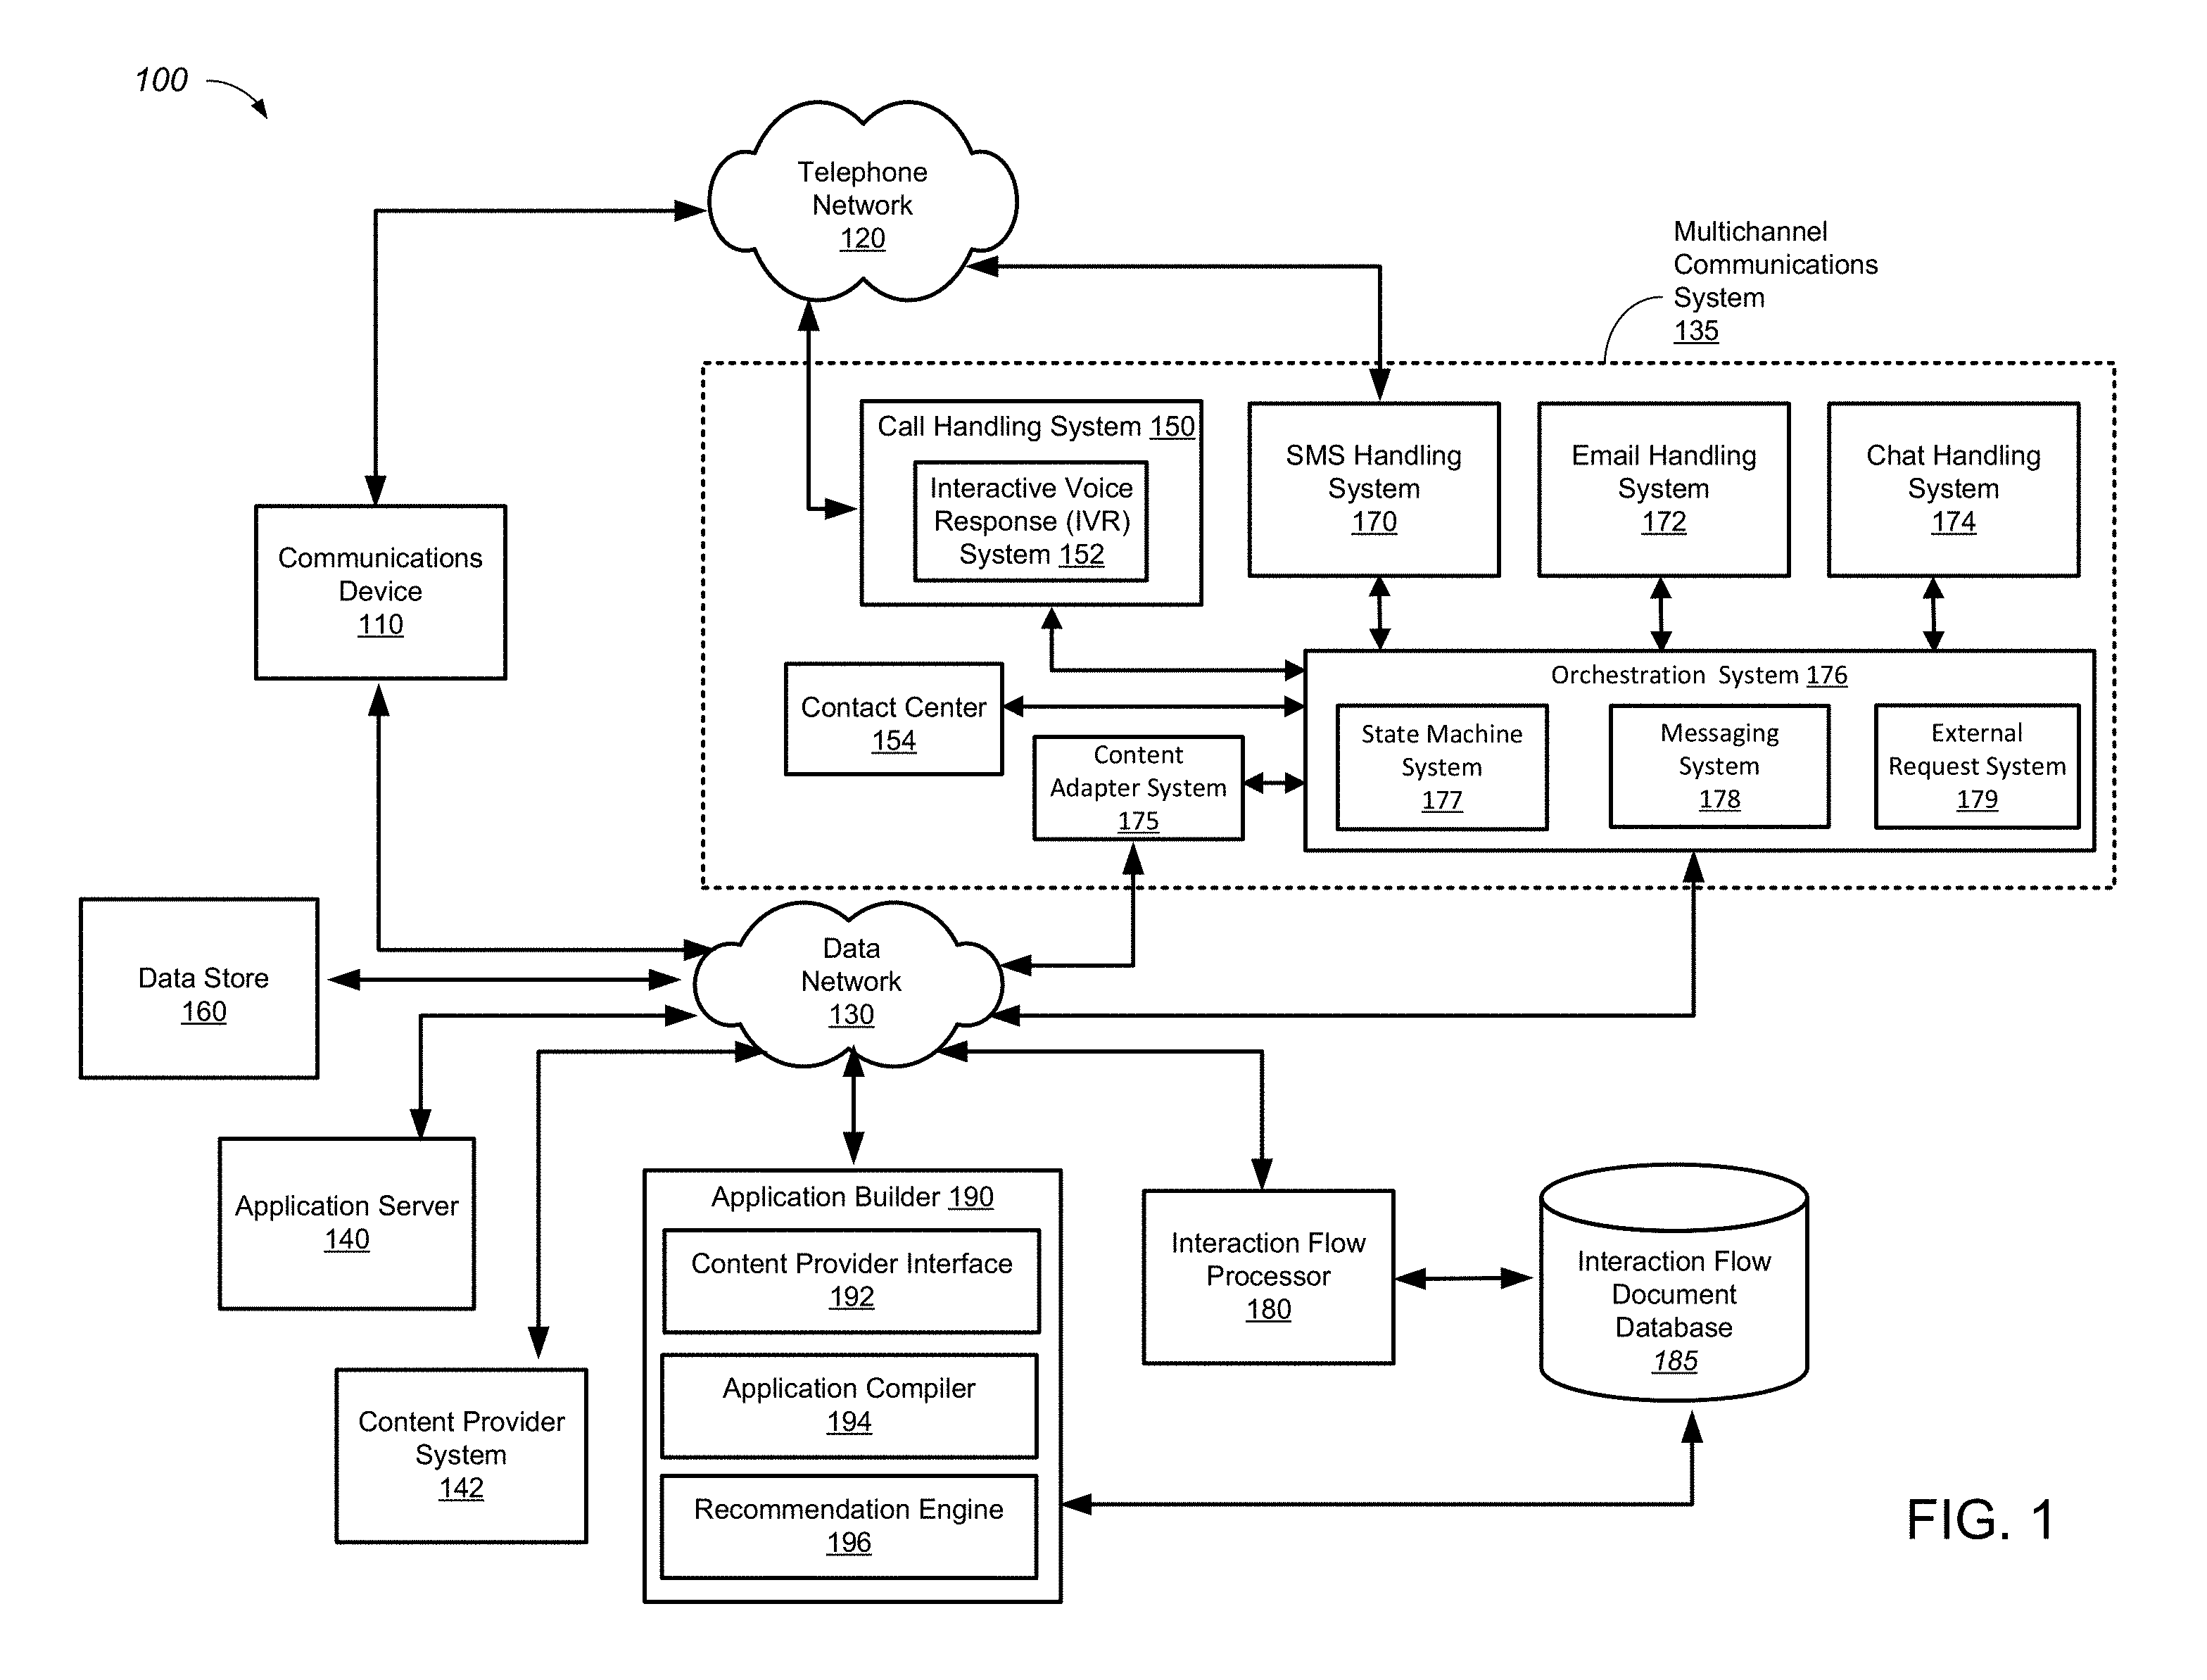 100
Telephone
Network
120
Multichannel
Communications
System
135
Call Handling System 150
Interactive Voice
Response (IVR)
System 152
SMS Handling
System
170
Email Handling
System
172
Chat Handling
System
174
Communications
Device
110
Contact Center
154
Content
Adapter System
175
Orchestration System 176
State Machine
System
177
Messaging
System
178
External
Request System
179
Data Store
160
Data
Network
130
Application Server
140
Content Provider
System
142
Application Builder 190
Content Provider Interface
192
Application Compiler
194
Recommendation Engine
196
Interaction Flow
Processor
180
Interaction Flow
Document
Database
185
FIG. 1